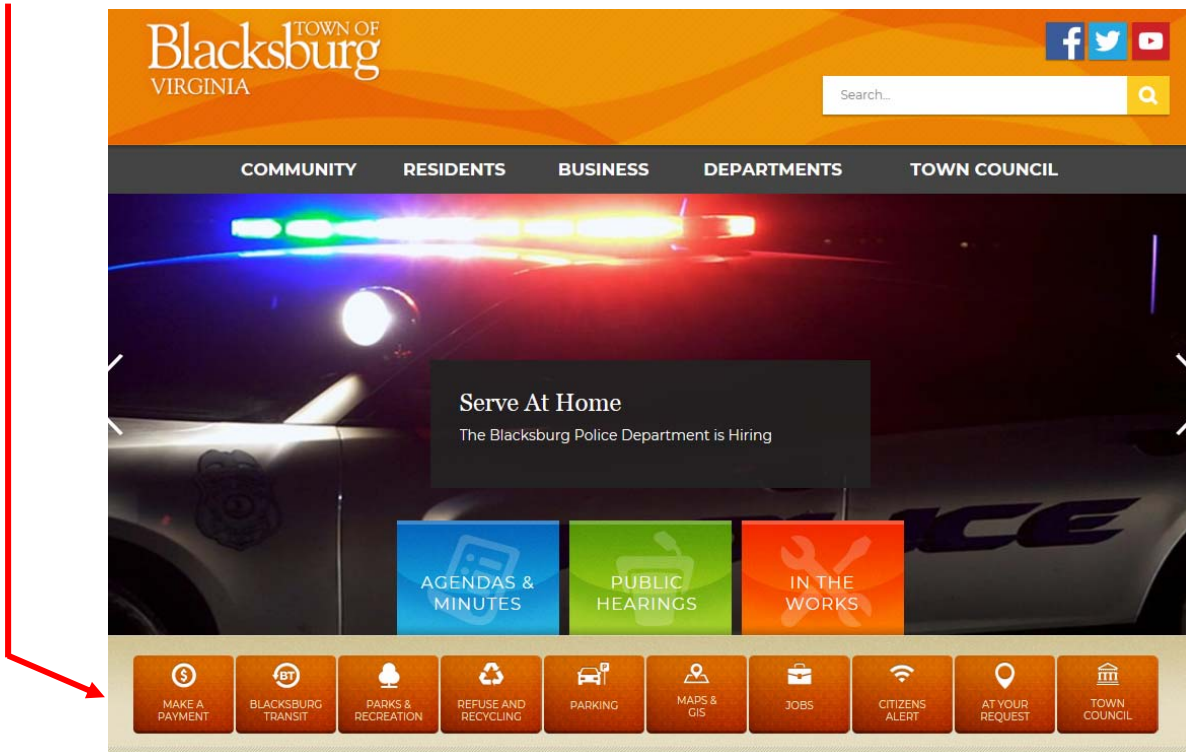 TOWN OF
Blacksburg
VIRGINIA
Search...
COMMUNITY RESIDENTS BUSINESS DEPARTMENTS TOWN COUNCIL
Serve At Home
The Blacksburg Police Department is Hiring
AGENDAS &
MINUTES
PUBLIC
HEARINGS
IN THE
WORKS
MAKE A
PAYMENT
BT
BLACKSBURG
TRANSIT
PARKS &
RECREATION
REFUSE AND
RECYCLING
P
PARKING
MAPS &
GIS
JOBS
CITIZENS
ALERT
AT YOUR
REQUEST
TOWN
COUNCIL